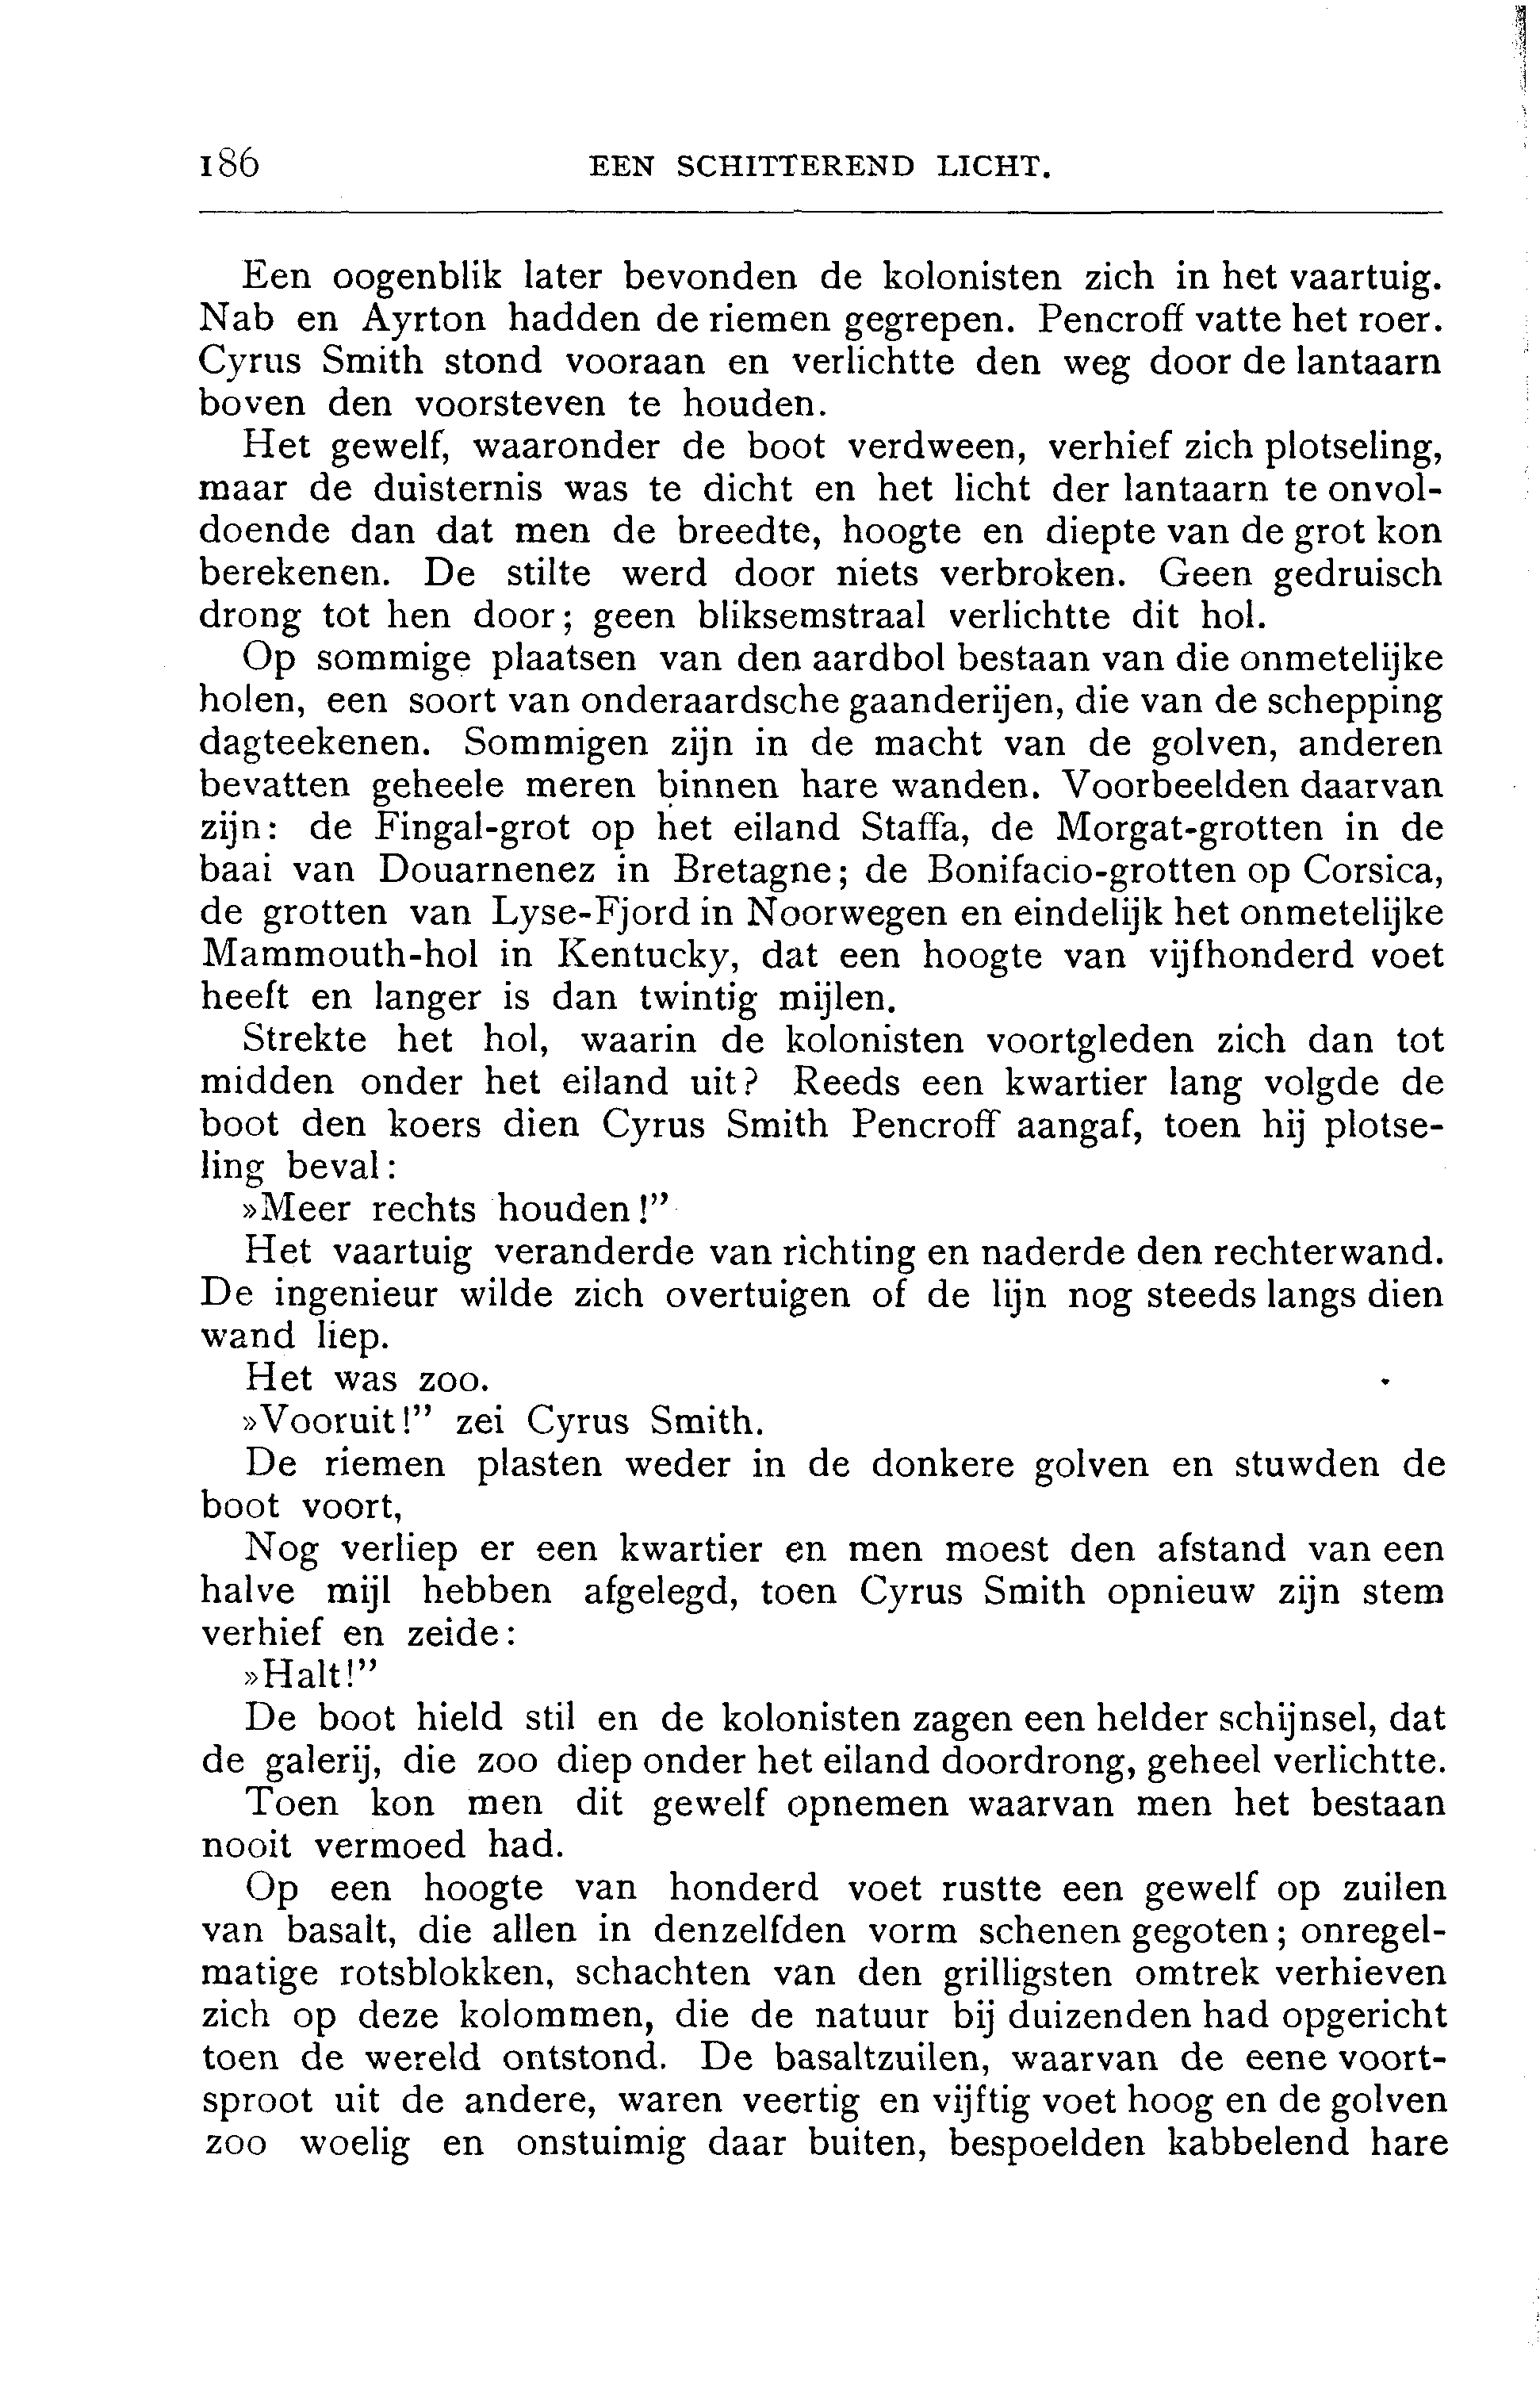 186 EEN SCHITTEREND LICHT.
Een oogenblik later bevonden de kolonisten zich in het vaartuig.
Nab en Ayrton hadden de riemen gegrepen. Pencroff vatte het roer.
Cyrus Smith stond vooraan en verlichtte den weg door de lantaarn
boven den voorsteven te houden.
Het gewelf, waaronder de boot verdween, verhief zich plotseling,
maar de duisternis was te dicht en het licht der lantaarn te onvol-
doende dan dat men de breedte, hoogte en diepte van de grot kon
berekenen. De stilte werd door niets verbroken. Geen gedruisch
drong tot hen door; geen bliksemstraal verlichtte dit hol.
Op sommige plaatsen van den aardbol bestaan van die onmetelijke
holen, een soort van onderaardsche gaanderijen, die van de schepping
dagteekenen. Sommigen zijn in de macht van de golven, anderen
bevatten geheele meren binnen hare wanden. Voorbeelden daarvan
zijn: de Fingal-grot op het eiland Staffa, de Morgat-grotten in de
baai van Douarnenez in Bretagne; de Bonifacio-grotten op Corsica,
de grotten van Lyse-Fjord in Noorwegen en eindelijk het onmetelijke
Mammouth-hol in Kentucky, dat een hoogte van vijfhonderd voet
heeft en langer is dan twintig mijlen.
Strekte het hol, waarin de kolonisten voortgleden zich dan tot
midden onder het eiland uit? Reeds een kwartier lang volgde de
boot den koers dien Cyrus Smith Pencroff aangaf, toen hij plotse-
ling beval:
»Meer rechts houden!”
Het vaartuig veranderde van richting en naderde den rechterwand.
De ingenieur wilde zich overtuigen of de lijn nog steeds langs dien
wand liep.
Het was zoo.
»Vooruit!” zei Cyrus Smith.
De riemen plasten weder in de donkere golven en stuwden de
boot voort,
Nog verliep er een kwartier en men moest den afstand van een
halve mijl hebben afgelegd, toen Cyrus Smith opnieuw zijn stem
verhief en zeide:
»Halt!”
De boot hield stil en de kolonisten zagen een helder schijnsel, dat
de galerij, die zoo diep onder het eiland doordrong, geheel verlichtte.
Toen kon men dit gewelf opnemen waarvan men het bestaan
nooit vermoed had.
Op een hoogte van honderd voet rustte een gewelf op zuilen
van basalt, die allen in denzelfden vorm schenen gegoten; onregel-
matige rotsblokken, schachten van den grilligsten omtrek verhieven
zich op deze kolommen, die de natuur bij duizenden had opgericht
toen de wereld ontstond. De basaltzuilen, waarvan de eene voort-
sproot uit de andere, waren veertig en vijftig voet hoog en de golven
zoo woelig en onstuimig daar buiten, bespoelden kabbelend hare